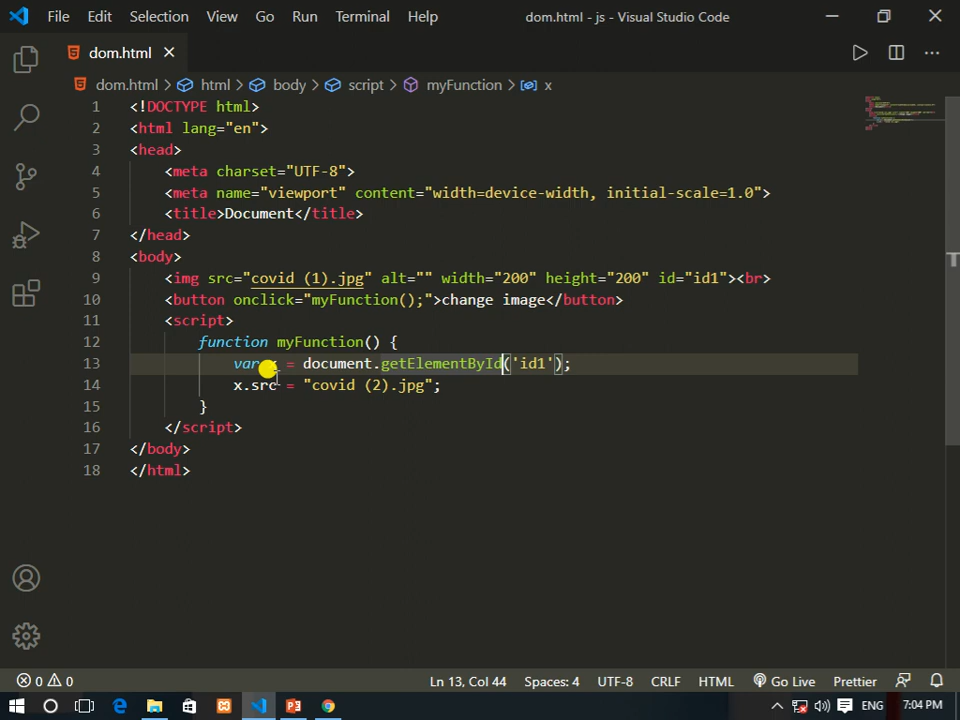 File Edit Selection View Go Run Terminal Help dom.html - js - Visual Studio Code
dom.html
dom.html > html > body > script > myFunction > x
1 <!DOCTYPE html>
2 <html lang="en">
3 <head>
4 <meta charset="UTF-8">
5 <meta name="viewport" content="width=device-width, initial-scale=1.0">
6 <title>Document</title>
7 </head>
8 <body>
9 <img src="covid (1).jpg" alt="" width="200" height="200" id="id1"><br>
10 <button onclick="myFunction();">change image</button>
11 <script>
12 function myFunction() {
13 var = document.getElementById('id1');
14 x.src = "covid (2).jpg";
15 }
16 </script>
17 </body>
18 </html>
0 0 Ln 13, Col 44 Spaces: 4 UTF-8 CRLF HTML Go Live Prettier
ENG 7:04 PM